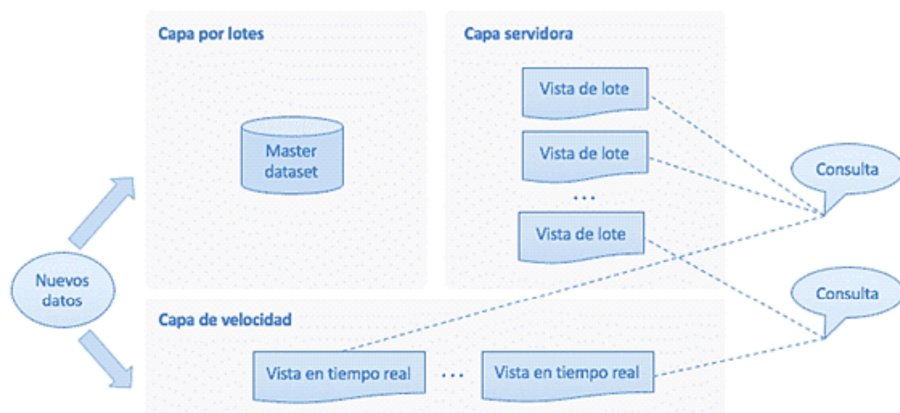 Capa por lotes
Master
dataset
Capa servidora
Vista de lote
Vista de lote
...
Vista de lote
Consulta
Consulta
Nuevos
datos
Capa de velocidad
Vista en tiempo real
...
Vista en tiempo real